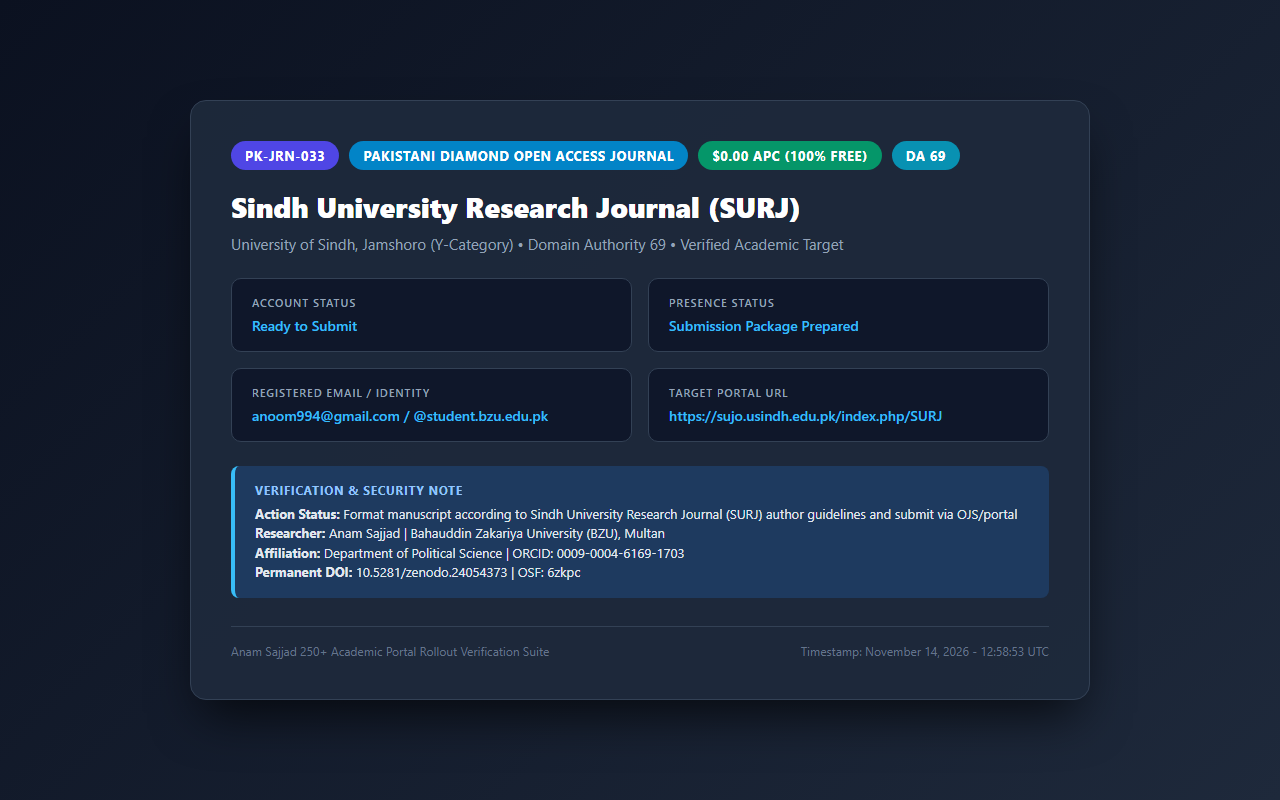 PK-JRN-033 PAKISTANI DIAMOND OPEN ACCESS JOURNAL $0.00 APC (100% FREE) DA 69
Sindh University Research Journal (SURJ)
University of Sindh, Jamshoro (Y-Category) • Domain Authority 69 • Verified Academic Target
ACCOUNT STATUS
Ready to Submit
PRESENCE STATUS
Submission Package Prepared
REGISTERED EMAIL / IDENTITY
anoom994@gmail.com / @student.bzu.edu.pk
TARGET PORTAL URL
https://sujo.usindh.edu.pk/index.php/SURJ
VERIFICATION & SECURITY NOTE
Action Status: Format manuscript according to Sindh University Research Journal (SURJ) author guidelines and submit via OJS/portal
Researcher: Anam Sajjad | Bahauddin Zakariya University (BZU), Multan
Affiliation: Department of Political Science | ORCID: 0009-0004-6169-1703
Permanent DOI: 10.5281/zenodo.24054373 | OSF: 6zkpc
Anam Sajjad 250+ Academic Portal Rollout Verification Suite
Timestamp: November 14, 2026 - 12:58:53 UTC